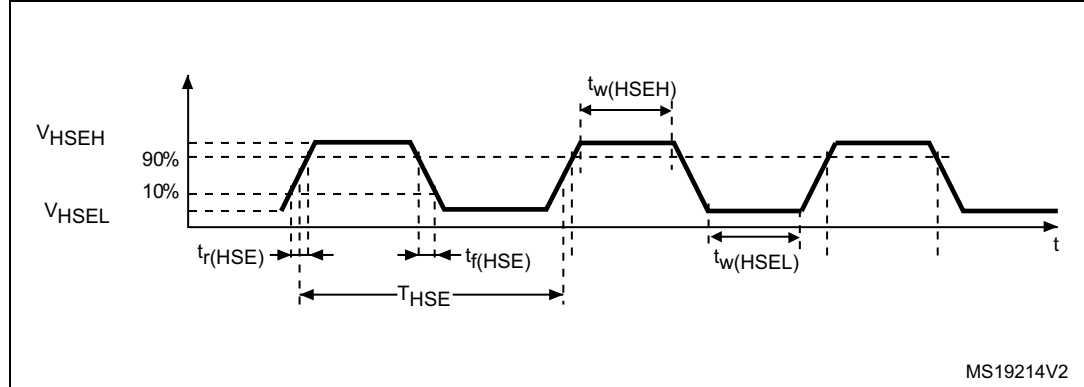 tw(HSEH)
VHSEH
90%
10%
VHSEL
tr(HSE)
tf(HSE)
tw(HSEL)
t
THSE
MS19214V2